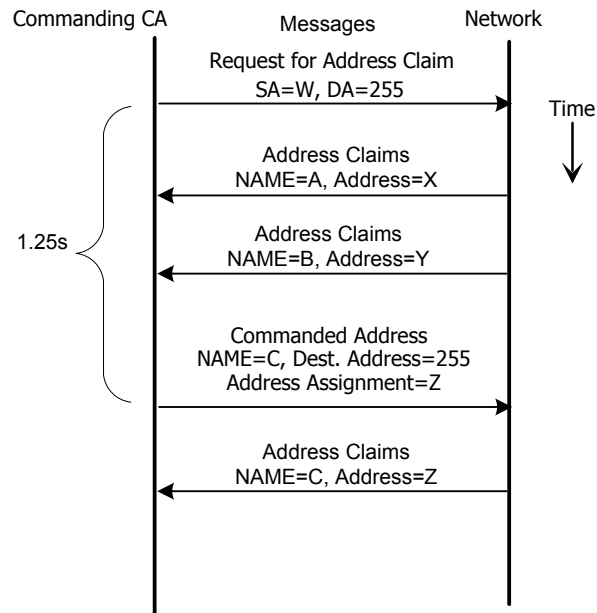 Commanding CA
Messages
Network
Request for Address Claim
SA=W, DA=255
Time
Address Claims
NAME=A, Address=X
1.25s
Address Claims
NAME=B, Address=Y
Commanded Address
NAME=C, Dest. Address=255
Address Assignment=Z
Address Claims
NAME=C, Address=Z